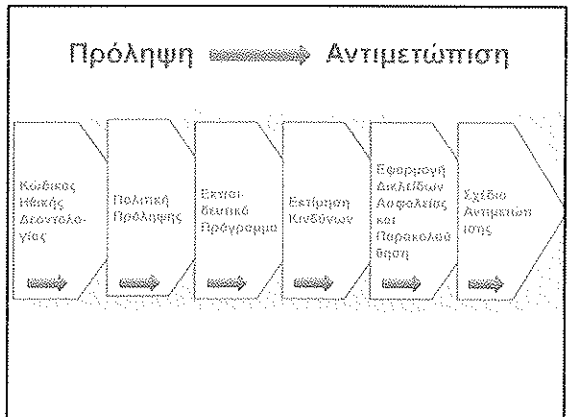 Πρόληψη Αντιμετώπιση
Κώδικας
Ηθικής
Δεοντολο-
γίας
Πολιτική
Πρόληψης
Εκπαι-
δευτικό
Πρόγραμμα
Εκτίμηση
Κινδύνων
Εφαρμογή
Δικλείδων
Ασφαλείας
και
Παρακολού
θηση
Σχέδιο
Αντιμετώπ
ισης